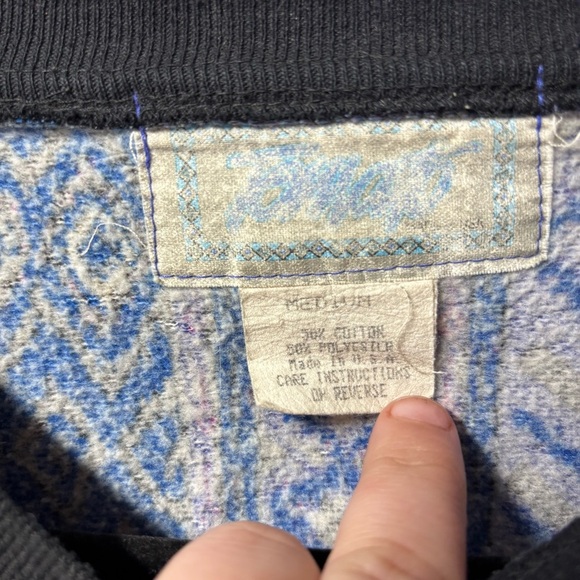 MEDIUM
50% COTTON
50% POLYESTER
Made in U.S.A
CARE INSTRUCTIONS
ON REVERSE